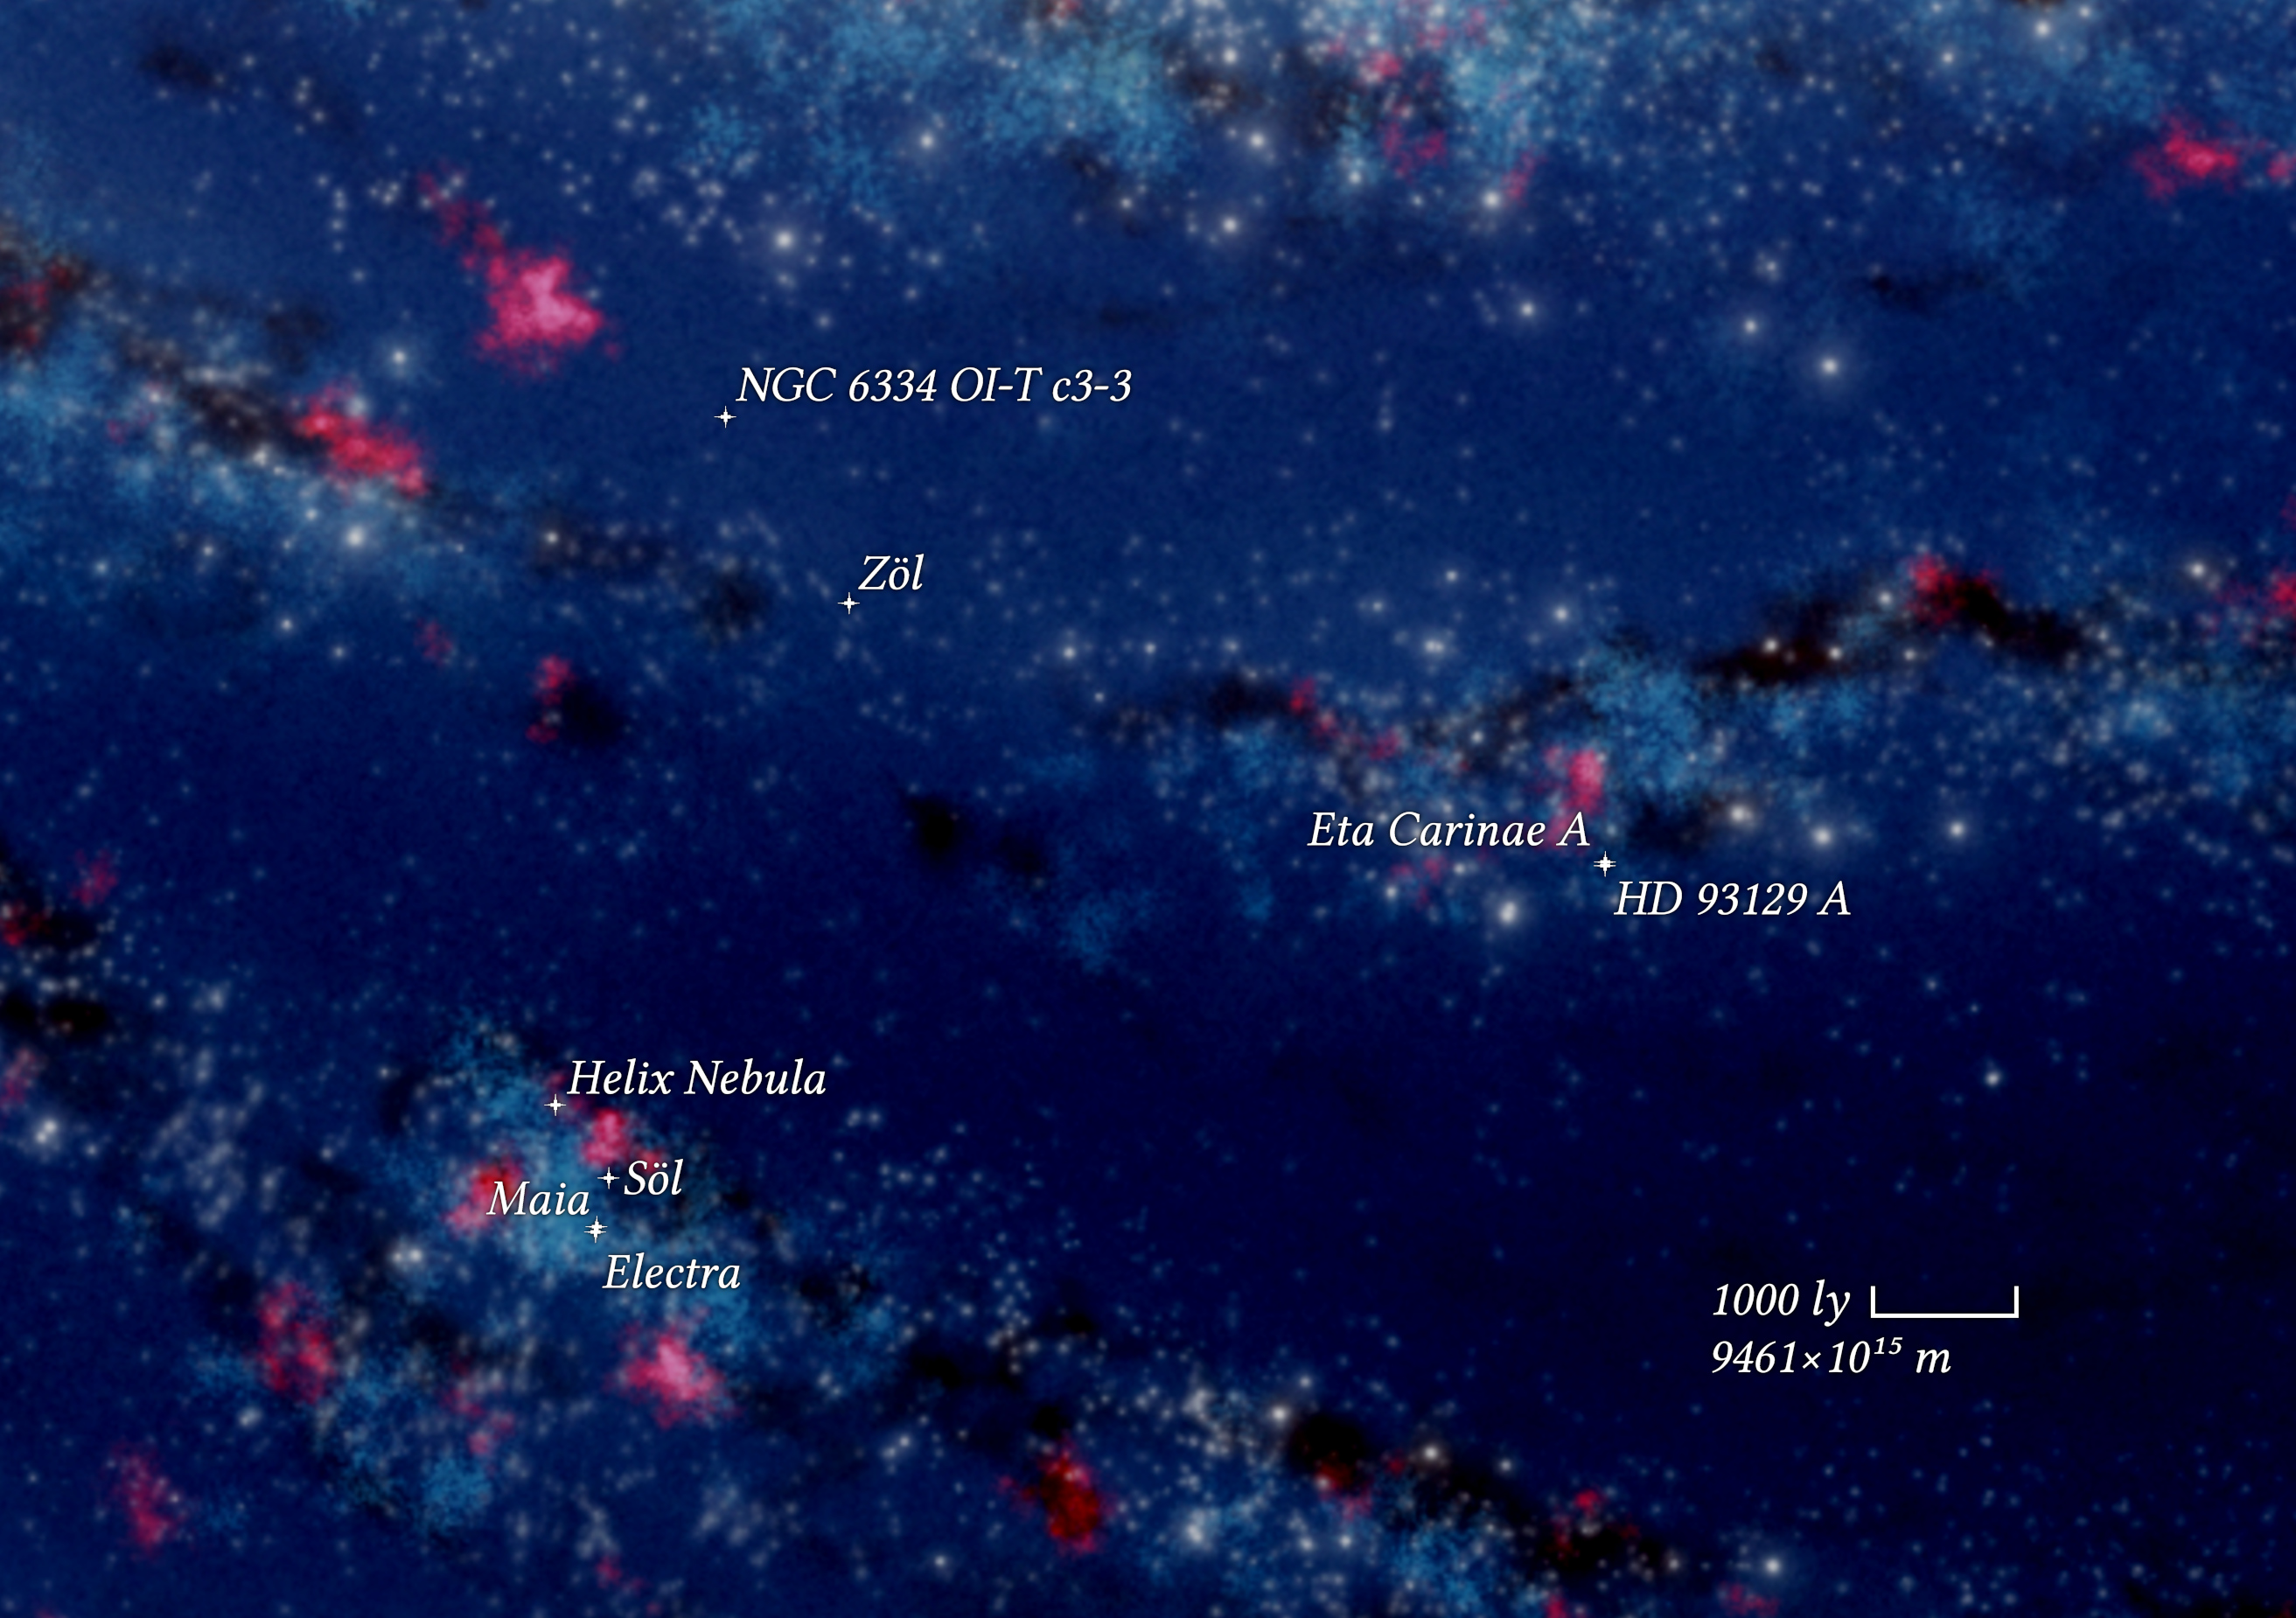 NGC 6334 OI-T c3-3
Zöl
Eta Carinae A
HD 93129 A
Helix Nebula
Söl
Maia
Electra
1000 ly
9461×10¹⁵ m